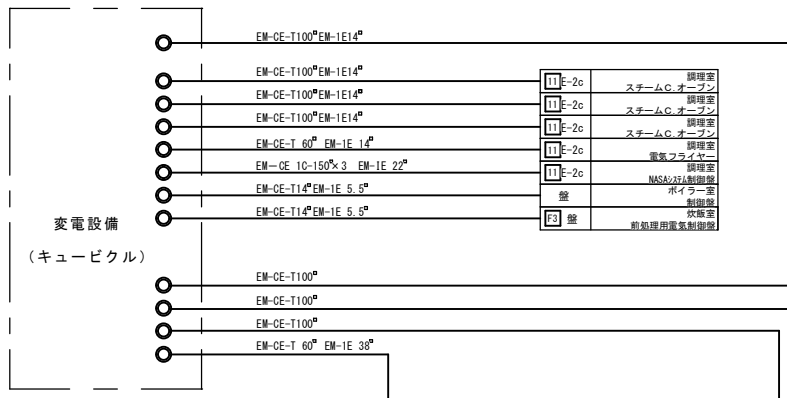 EM-CE-T100□ EM-1E14□
EM-CE-T100□ EM-1E14□
11 E-2c 調理室
スチームC.オーブン
EM-CE-T100□ EM-1E14□
11 E-2c 調理室
スチームC.オーブン
EM-CE-T100□ EM-1E14□
11 E-2c 調理室
スチームC.オーブン
EM-CE-T 60□ EM-1E 14□
11 E-2c 調理室
電気フライヤー
EM-CE 1C-150□×3 EM-IE 22□
11 E-2c 調理室
NASAシステム制御盤
EM-CE-T14□ EM-1E 5.5□
盤 ボイラー室
制御盤
EM-CE-T14□ EM-1E 5.5□
F3 盤 炊飯室
前処理用電気制御盤
変電設備
(キュービクル)
EM-CE-T100□
EM-CE-T100□
EM-CE-T100□
EM-CE-T 60□ EM-1E 38□